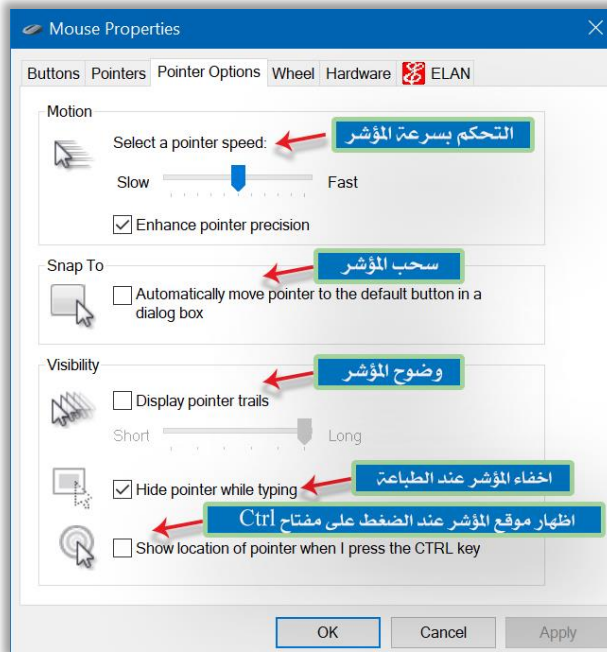 Mouse Properties
Buttons Pointers Pointer Options Wheel Hardware ELAN
Motion
التحكم بسرعة المؤشر
Select a pointer speed:
Slow Fast
Enhance pointer precision
سحب المؤشر
Snap To
Automatically move pointer to the default button in a
dialog box
Visibility
وضوح المؤشر
Display pointer trails
Short Long
اخفاء المؤشر عند الطباعة
Hide pointer while typing
اظهار موقع المؤشر عند الضغط على مفتاح Ctrl
Show location of pointer when I press the CTRL key
OK Cancel Apply